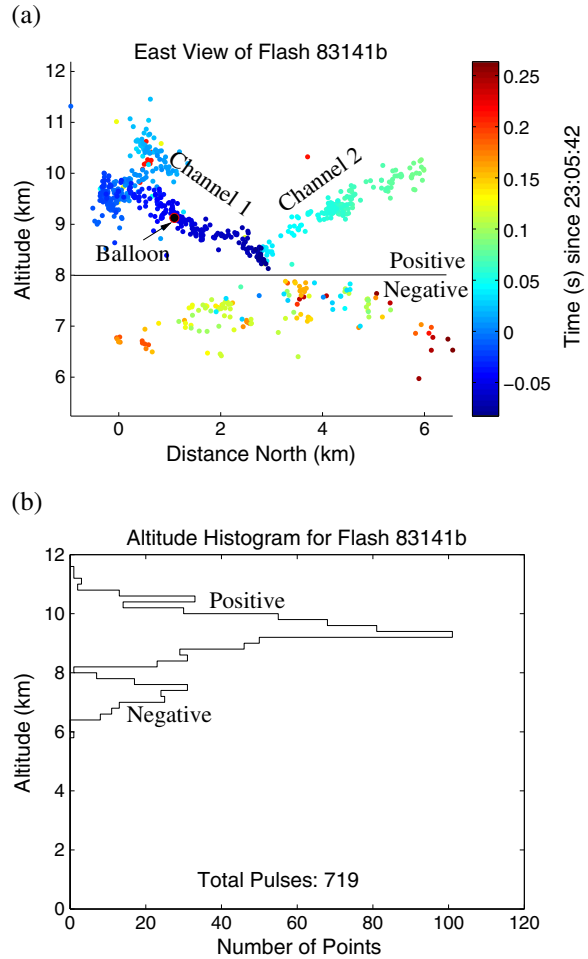 (a)
East View of Flash 83141b
12
11
10
9
8
7
6
Altitude (km)
Channel 1
Channel 2
Balloon
Positive
Negative
0
2
4
6
Distance North (km)
0.25
0.2
0.15
0.1
0.05
0
−0.05
Time (s) since 23:05:42
(b)
Altitude Histogram for Flash 83141b
12
10
8
6
4
2
0
Altitude (km)
Positive
Negative
Total Pulses: 719
0
20
40
60
80
100
120
Number of Points